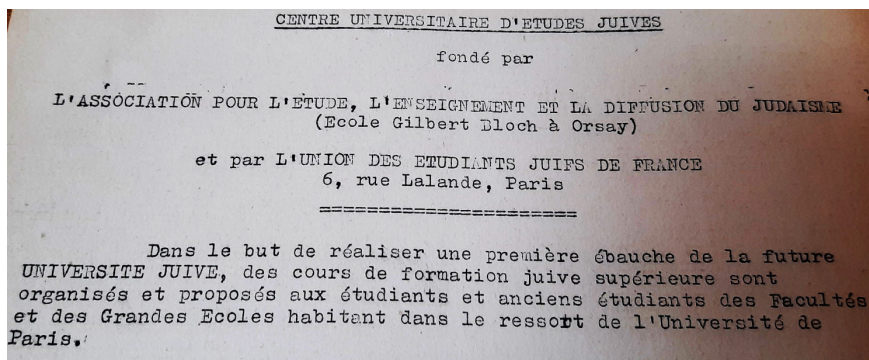 CENTRE UNIVERSITAIRE D'ETUDES JUIVES
fondé par
L'ASSOCIATION POUR L'ETUDE, L'ENSEIGNEMENT ET LA DIFFUSION DU JUDAISME
(Ecole Gilbert Bloch à Orsay)
et par L'UNION DES ETUDIANTS JUIFS DE FRANCE
6, rue Lalande, Paris
======================
Dans le but de réaliser une première ébauche de la future
UNIVERSITE JUIVE, des cours de formation juive supérieure sont
organisés et proposés aux étudiants et anciens étudiants des Facultés
et des Grandes Ecoles habitant dans le ressort de l'Université de
Paris.